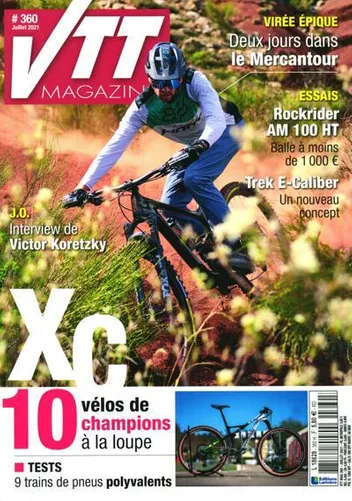 # 360
Juillet 2021
VTT
MAGAZIN
VIRÉE ÉPIQUE
Deux jours dans
le Mercantour
ESSAIS
Rockrider
AM 100 HT
Balle à moins
de 1 000 €
Trek E-Caliber
Un nouveau
concept
J.O.
Interview de
Victor Koretzky
Xc
10 vélos de
champions
à la loupe
TESTS
9 trains de pneus polyvalents